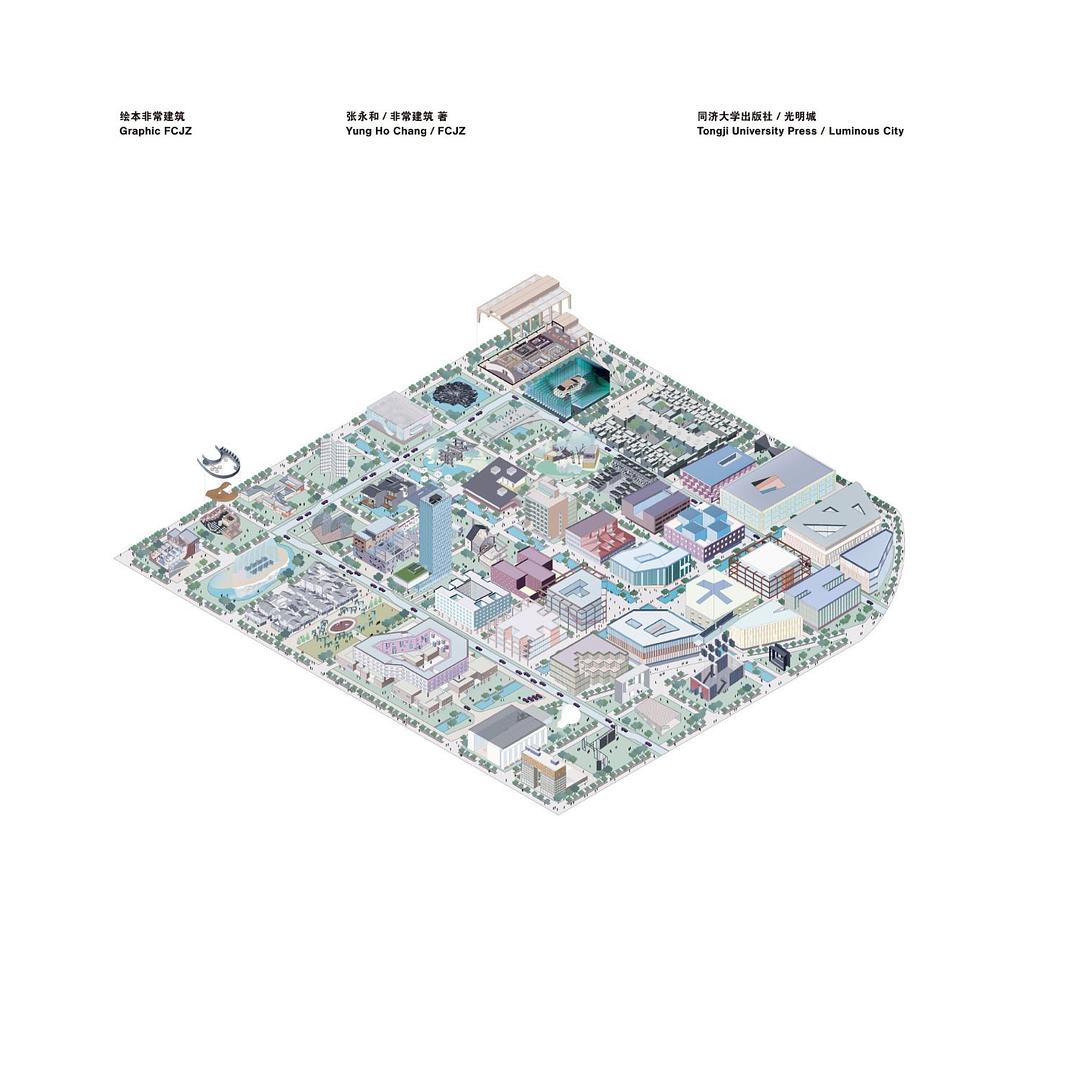 绘本非常建筑
Graphic FCJZ
张永和 / 非常建筑 著
Yung Ho Chang / FCJZ
同济大学出版社 / 光明城
Tongji University Press / Luminous City